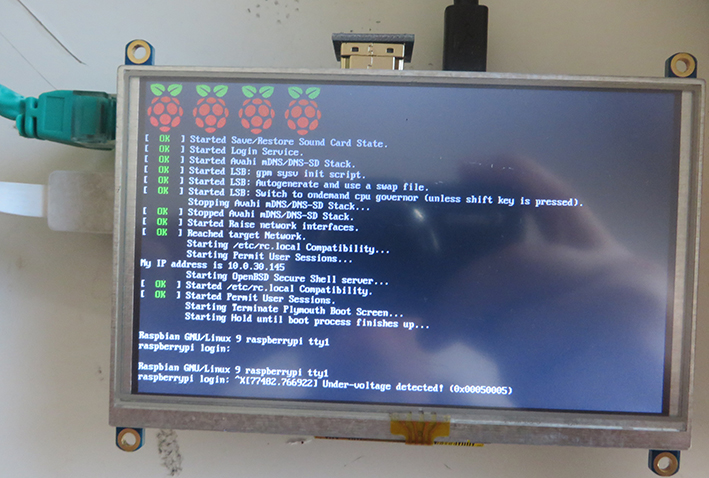 [  OK  ] Started Save/Restore Sound Card State.
[  OK  ] Started Login Service.
[  OK  ] Started Avahi mDNS/DNS-SD Stack.
[  OK  ] Started LSB: gpm sysv init script.
[  OK  ] Started LSB: Autogenerate and use a swap file.
[  OK  ] Started LSB: Switch to ondemand cpu governor (unless shift key is pressed).
Stopping Avahi mDNS/DNS-SD Stack...
[  OK  ] Stopped Avahi mDNS/DNS-SD Stack.
[  OK  ] Started Raise network interfaces.
[  OK  ] Reached target Network.
Starting /etc/rc.local Compatibility...
Starting Permit User Sessions...
My IP address is 10.0.30.145
Starting OpenBSD Secure Shell server...
[  OK  ] Started /etc/rc.local Compatibility.
[  OK  ] Started Permit User Sessions.
Starting Terminate Plymouth Boot Screen...
Starting Hold until boot process finishes up...
Raspbian GNU/Linux 9 raspberrypi tty1
raspberrypi login:
Raspbian GNU/Linux 9 raspberrypi tty1
raspberrypi login: ^X[77482.766922] Under-voltage detected! (0x00050005)